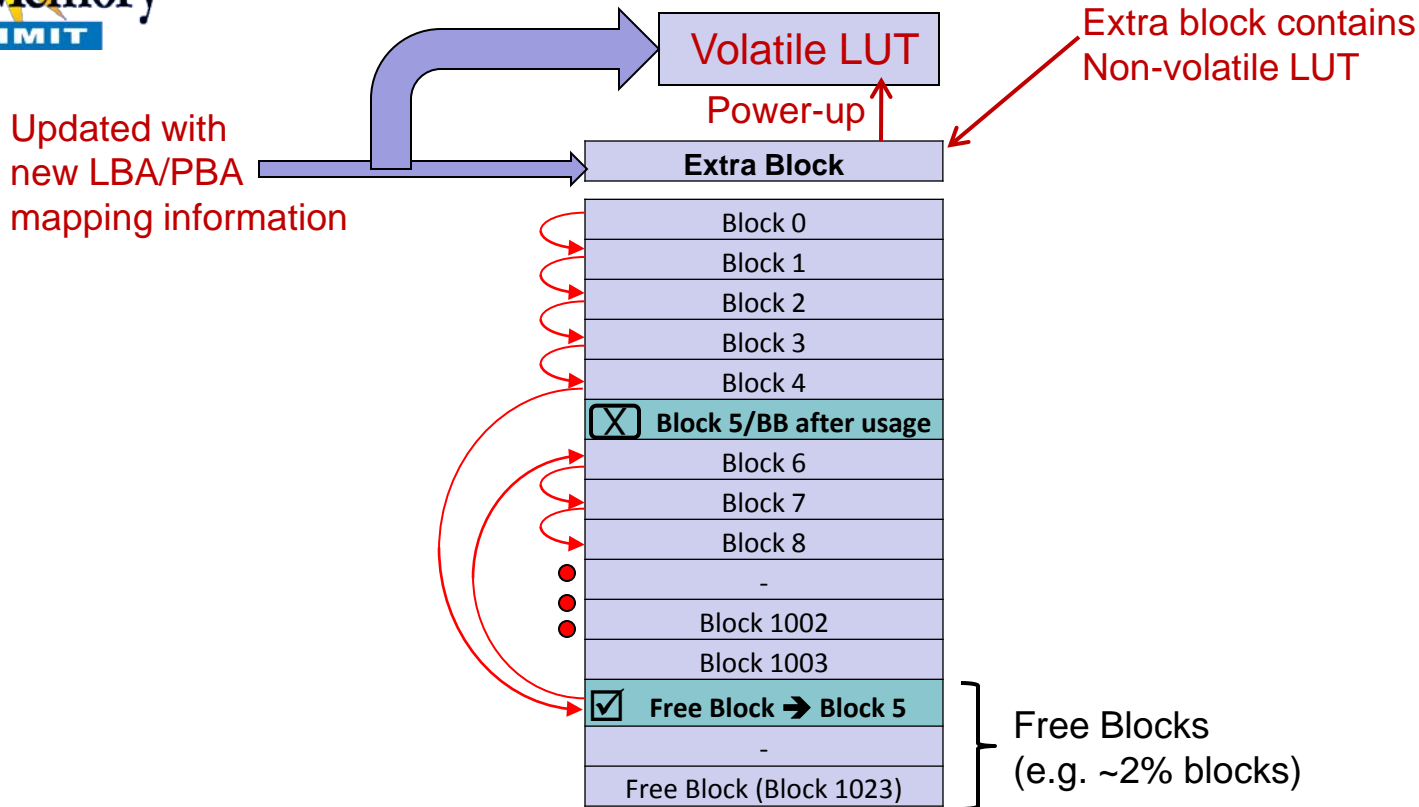 MIT
Volatile LUT
Extra block contains
Non-volatile LUT
Power-up
Updated with
new LBA/PBA
mapping information
Extra Block
Block 0
Block 1
Block 2
Block 3
Block 4
X Block 5/BB after usage
Block 6
Block 7
Block 8
-
Block 1002
Block 1003
☑ Free Block ➔ Block 5
-
Free Block (Block 1023)
Free Blocks
(e.g. ~2% blocks)